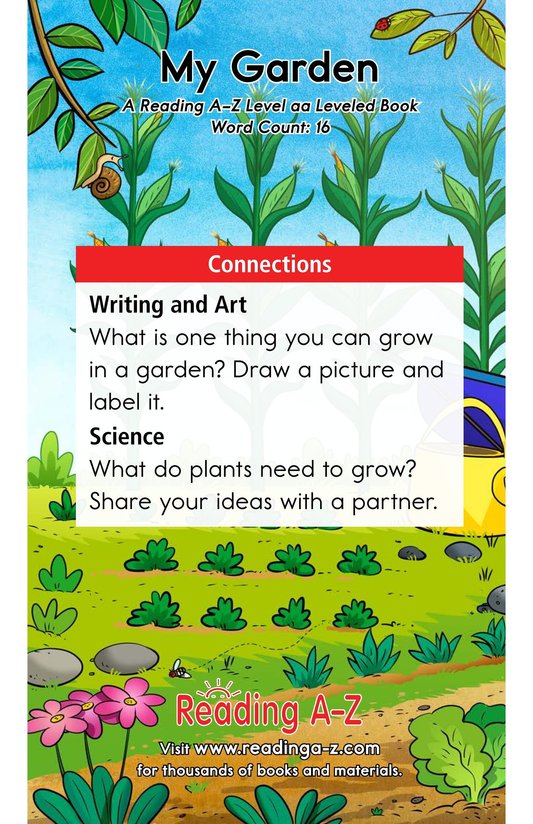 My Garden
A Reading A–Z Level aa Leveled Book
Word Count: 16
Connections
Writing and Art
What is one thing you can grow
in a garden? Draw a picture and
label it.
Science
What do plants need to grow?
Share your ideas with a partner.
Reading A-Z
Visit www.readinga-z.com
for thousands of books and materials.